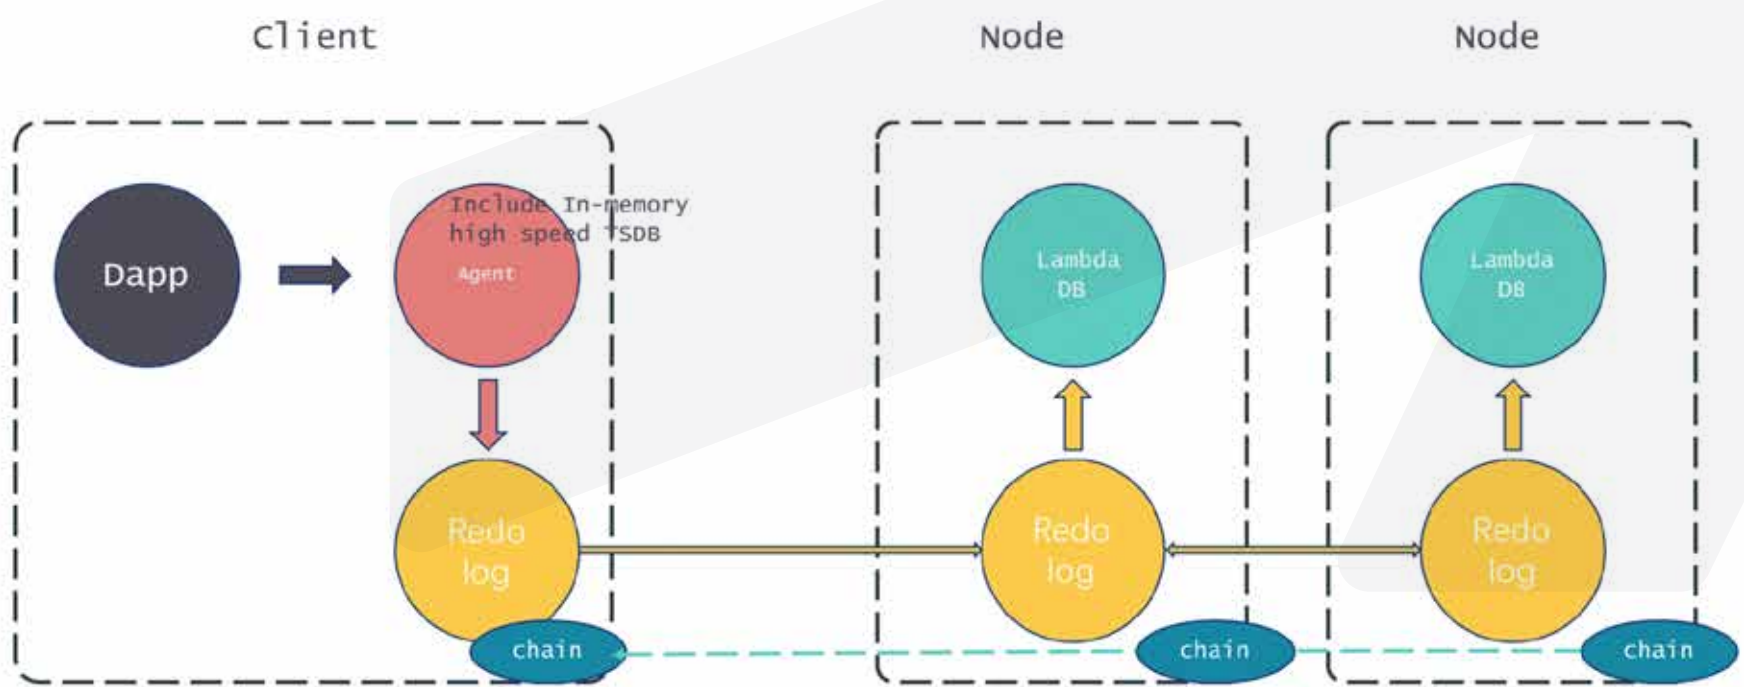 Client
Node
Node
Include In-memory
high speed TSDB
Dapp
Agent
Lambda
DB
Lambda
DB
Redo
log
Redo
log
Redo
log
chain
chain
chain